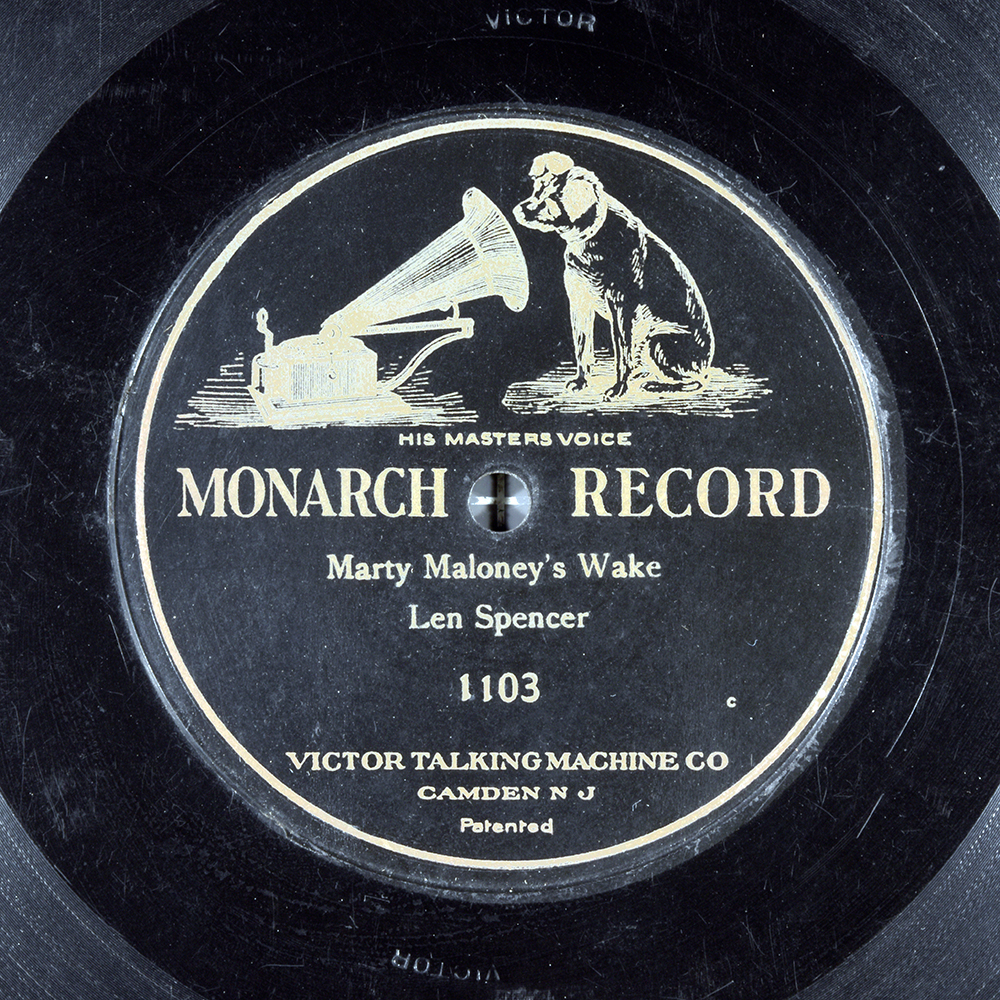 VICTOR
HIS MASTERS VOICE
MONARCH RECORD
Marty Maloney's Wake
Len Spencer
1103
c
VICTOR TALKING MACHINE CO
CAMDEN N J
Patented
VICTOR